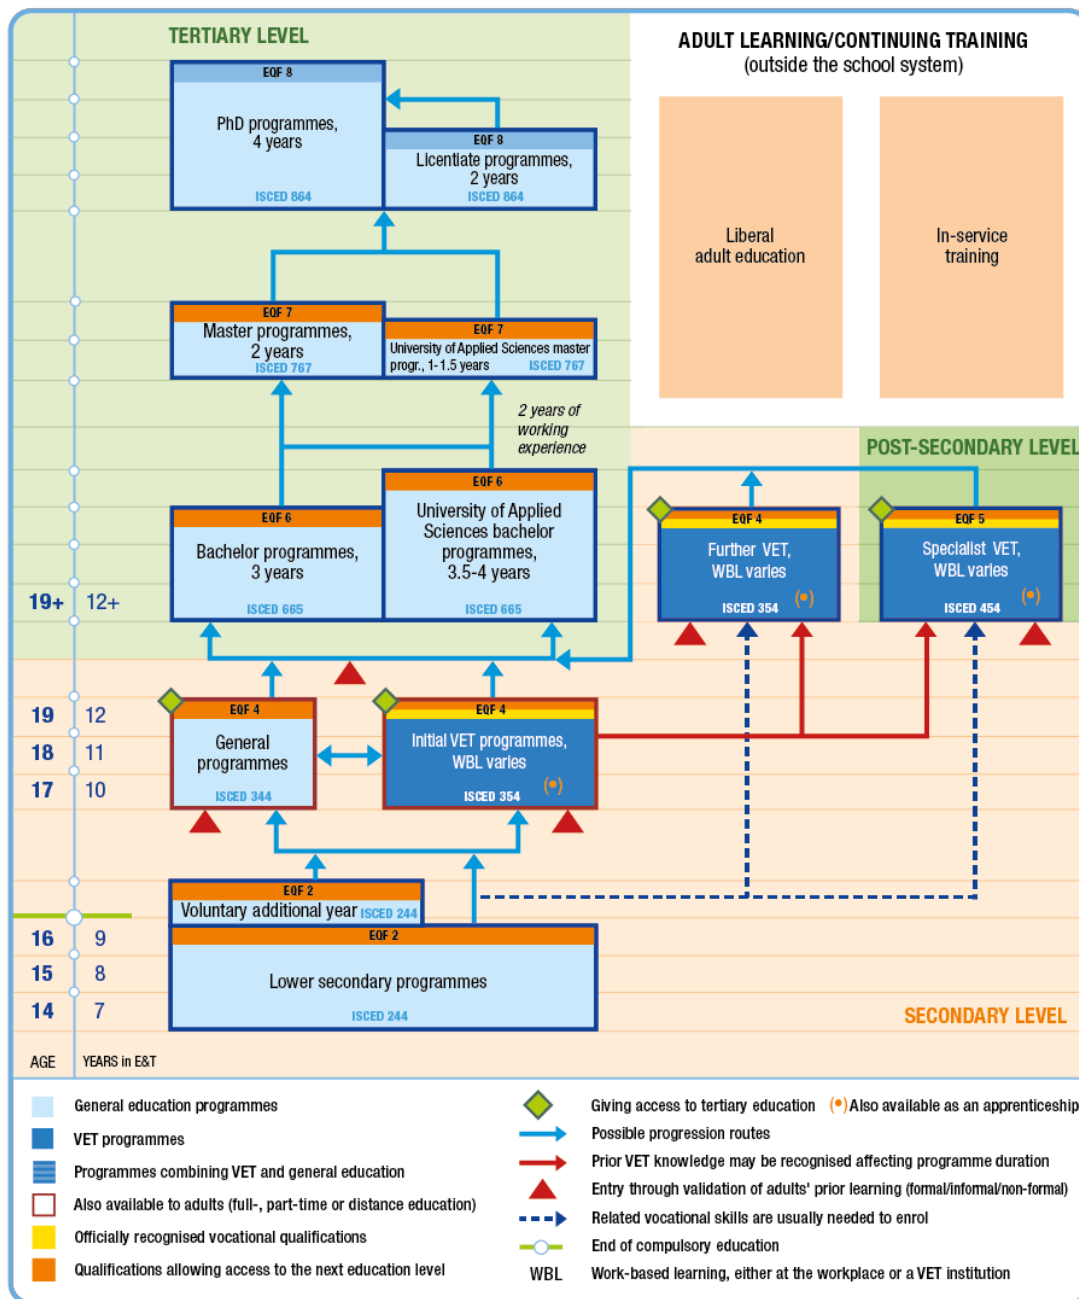 TERTIARY LEVEL
ADULT LEARNING/CONTINUING TRAINING
(outside the school system)
EQF 8
PhD programmes,
4 years
ISCED 864
EQF 8
Licentiate programmes,
2 years
ISCED 864
Liberal
adult education
In-service
training
EQF 7
Master programmes,
2 years
ISCED 767
EQF 7
University of Applied Sciences master
progr., 1-1.5 years
ISCED 767
2 years of
working
experience
POST-SECONDARY LEVEL
EQF 6
Bachelor programmes,
3 years
ISCED 665
EQF 6
University of Applied
Sciences bachelor
programmes,
3.5-4 years
ISCED 665
EQF 4
Further VET,
WBL varies
ISCED 354
(•)
EQF 5
Specialist VET,
WBL varies
ISCED 454
(•)
19+ 12+
EQF 4
General
programmes
ISCED 344
EQF 4
Initial VET programmes,
WBL varies
ISCED 354
(•)
19 12
18 11
17 10
EQF 2
Voluntary additional year ISCED 244
EQF 2
Lower secondary programmes
ISCED 244
16 9
15 8
14 7
SECONDARY LEVEL
AGE YEARS in E&T
General education programmes
VET programmes
Programmes combining VET and general education
Also available to adults (full-, part-time or distance education)
Officially recognised vocational qualifications
Qualifications allowing access to the next education level
Giving access to tertiary education
(•) Also available as an apprenticeship
Possible progression routes
Prior VET knowledge may be recognised affecting programme duration
Entry through validation of adults' prior learning (formal/informal/non-formal)
Related vocational skills are usually needed to enrol
End of compulsory education
WBL Work-based learning, either at the workplace or a VET institution